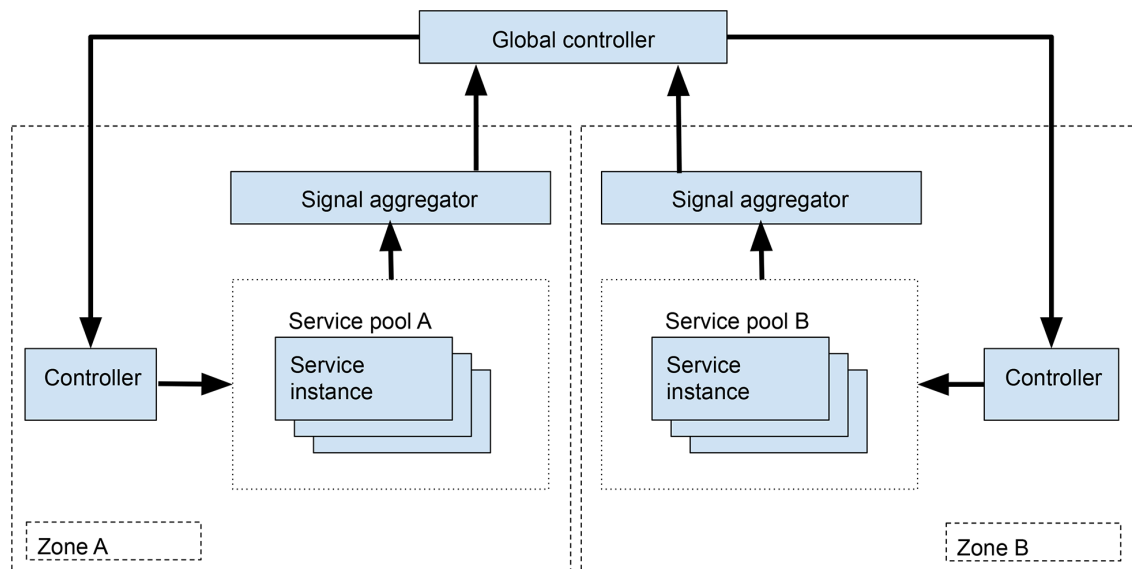 Global controller
Signal aggregator
Signal aggregator
Service pool A
Service
instance
Service pool B
Service
instance
Controller
Controller
Zone A
Zone B